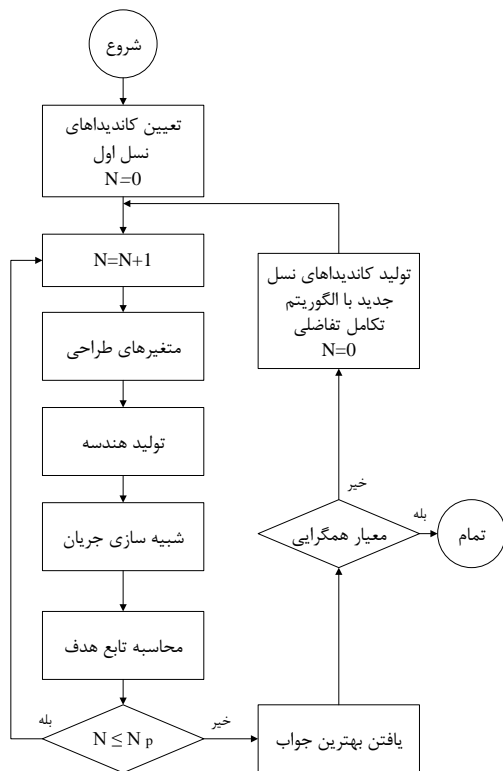 شروع
تعیین کاندیداهای
نسل اول
N=0
N=N+1
متغیرهای طراحی
تولید هندسه
شبیه سازی جریان
محاسبه تابع هدف
N ≤ N p
بله
خیر
یافتن بهترین جواب
معیار همگرایی
بله
تمام
خیر
تولید کاندیداهای نسل
جدید با الگوریتم
تکامل تفاضلی
N=0